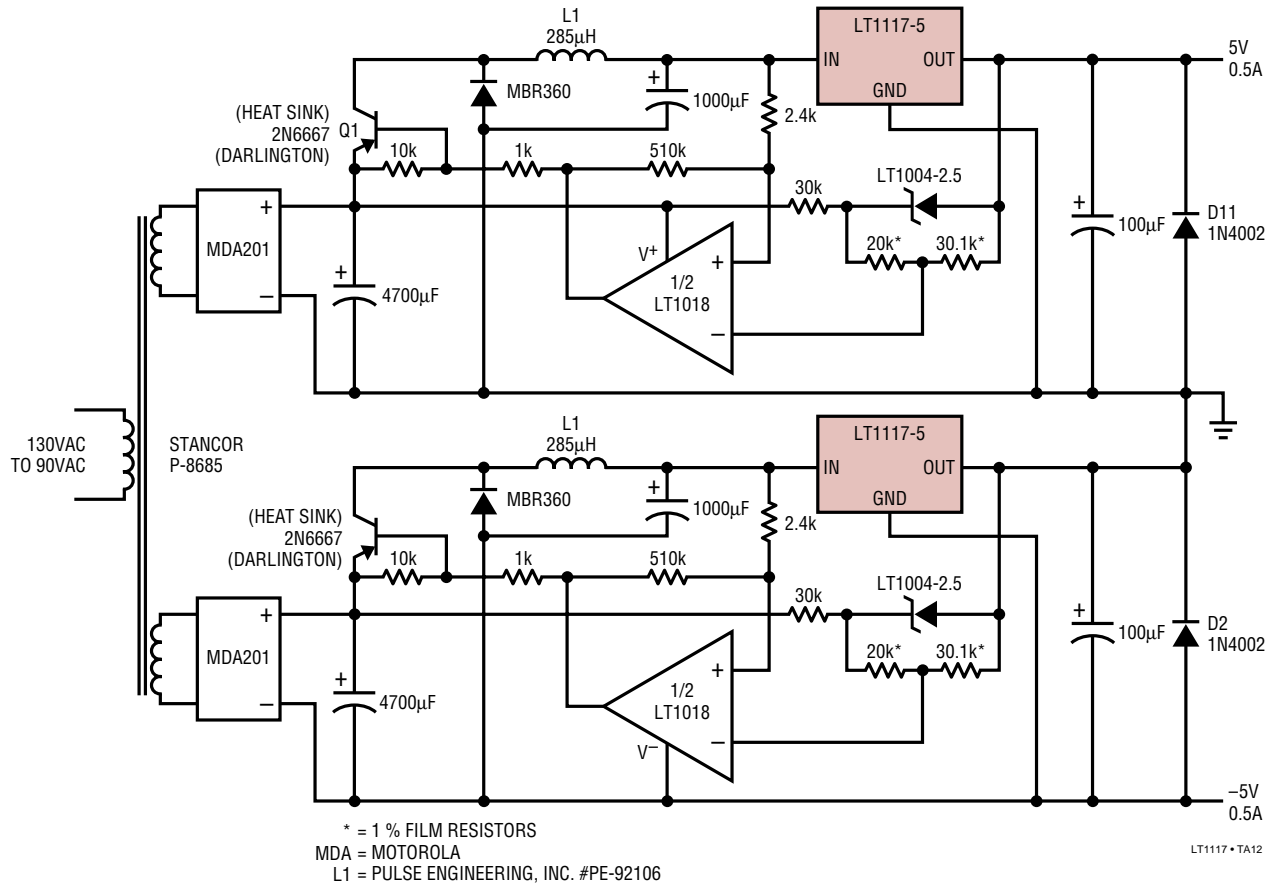 L1
285µH
LT1117-5
IN
OUT
GND
5V
0.5A
MBR360
+
1000µF
2.4k
(HEAT SINK)
2N6667
(DARLINGTON)
Q1
10k
1k
510k
30k
LT1004-2.5
20k*
30.1k*
+
100µF
D11
1N4002
MDA201
+
–
+
4700µF
V+
+
1/2
LT1018
–
130VAC
TO 90VAC
STANCOR
P-8685
L1
285µH
LT1117-5
IN
OUT
GND
MBR360
+
1000µF
2.4k
(HEAT SINK)
2N6667
(DARLINGTON)
10k
1k
510k
30k
LT1004-2.5
20k*
30.1k*
+
100µF
D2
1N4002
MDA201
+
–
+
4700µF
+
1/2
LT1018
–
V–
–5V
0.5A
* = 1 % FILM RESISTORS
MDA = MOTOROLA
L1 = PULSE ENGINEERING, INC. #PE-92106
LT1117 • TA12